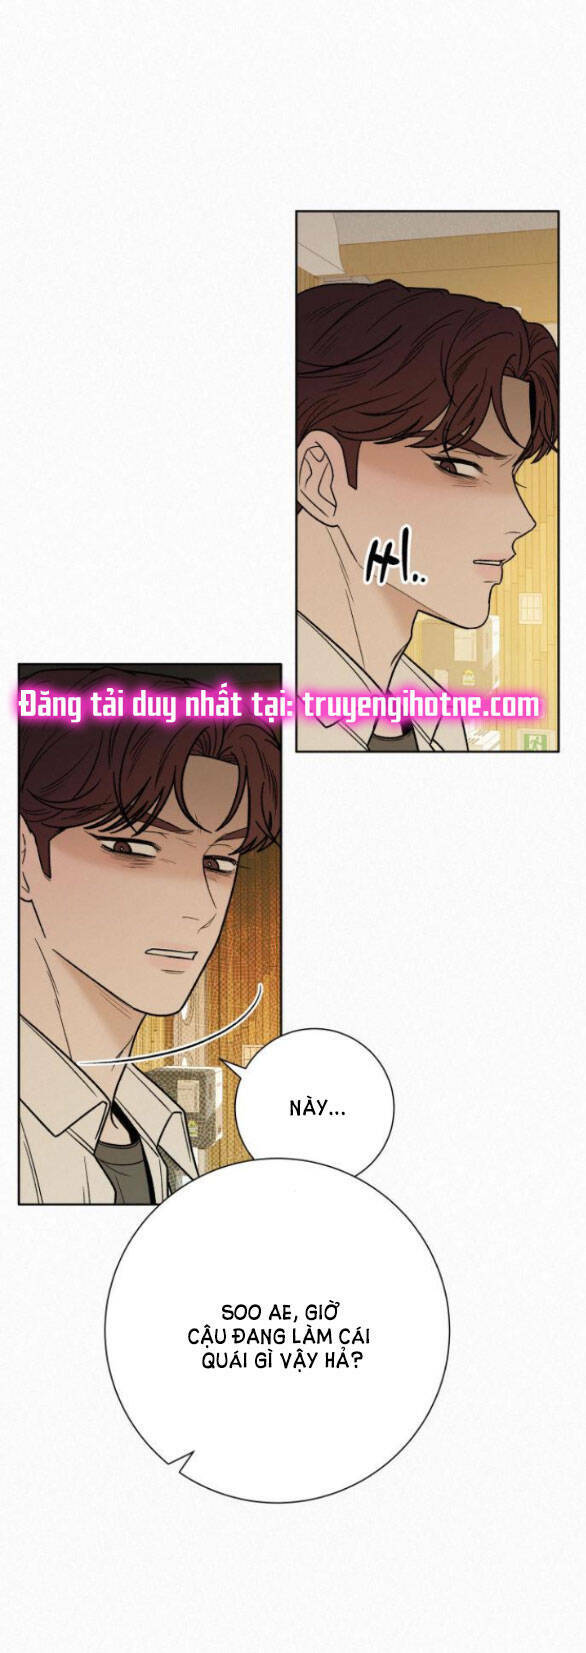 Đăng tải duy nhất tại: truyengihotne.com
NÀY...
SOO AE, GIỜ
CẬU ĐANG LÀM CÁI
QUÁI GÌ VẬY HẢ?